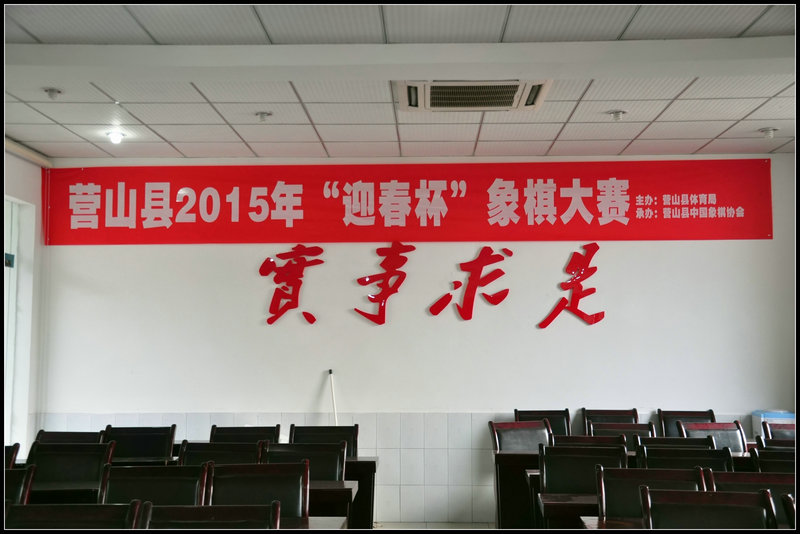 营山县2015年“迎春杯”象棋大赛
主办：营山县体育局
承办：营山县中国象棋协会
實事求是